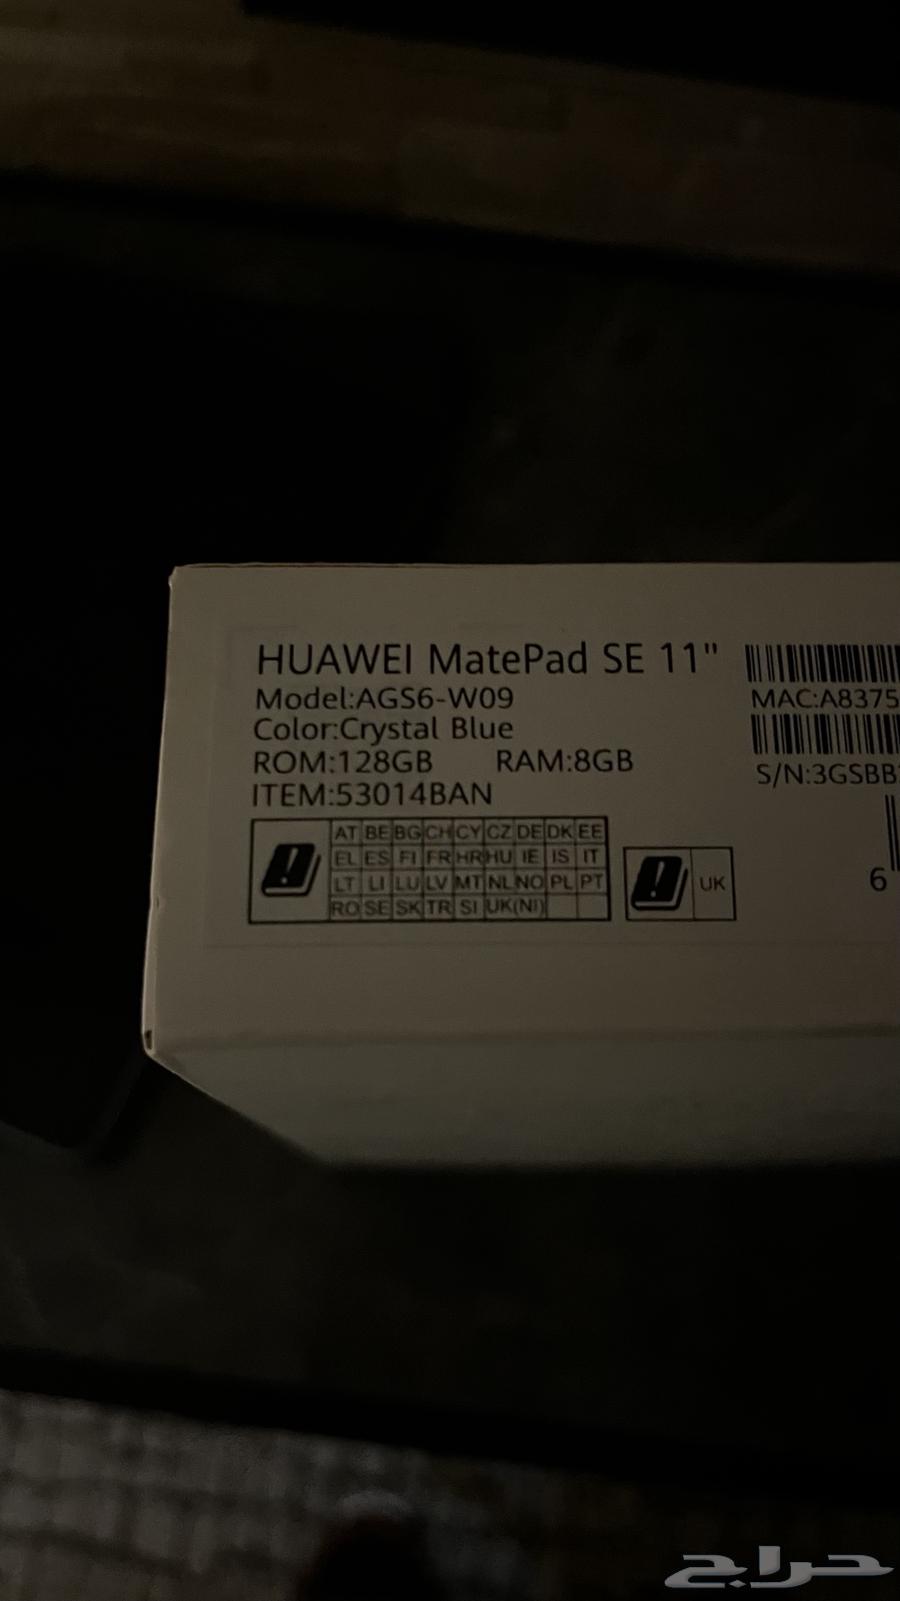 HUAWEI MatePad SE 11"
Model:AGS6-W09
Color:Crystal Blue
ROM:128GB RAM:8GB
ITEM:53014BAN
AT BE BG CH CY CZ DE DK EE
EL ES FI FR HR HU IE IS IT
LT LI LU LV MT NL NO PL PT
RO SE SK TR SI UK(NI)
UK
MAC:A8375
S/N:3GSBB
6
حراج